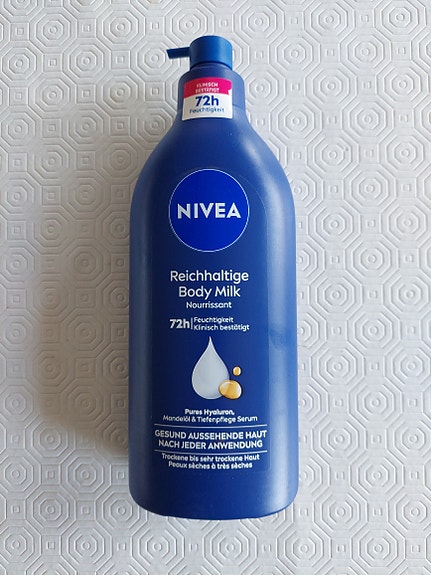 KLINISCH
BESTÄTIGT
72h
Feuchtigkeit
NIVEA
Reichhaltige
Body Milk
Nourrissant
72h Feuchtigkeit
Klinisch bestätigt
Pures Hyaluron,
Mandelöl & Tiefenpflege Serum
GESUND AUSSEHENDE HAUT
NACH JEDER ANWENDUNG
Trockene bis sehr trockene Haut
Peaux sèches à très sèches